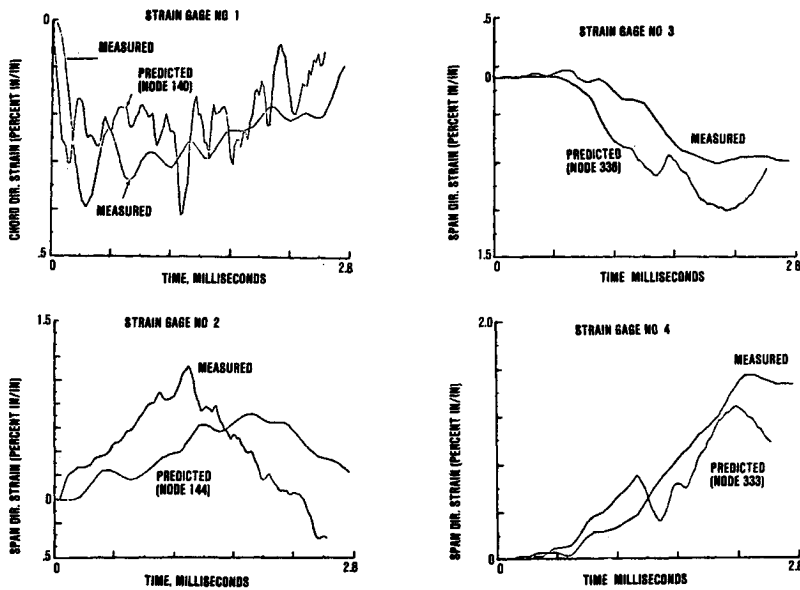 STRAIN GAGE NO 1
0
MEASURED
PREDICTED
(NODE 140)
MEASURED
CHORD DIR. STRAIN (PERCENT IN/IN)
.5
0
2.8
TIME, MILLISECONDS
STRAIN GAGE NO 3
.5
0
MEASURED
PREDICTED
(NODE 336)
SPAN DIR. STRAIN (PERCENT IN/IN)
1.5
0
2 8
TIME MILLISECONDS
STRAIN GAGE NO 2
1.5
MEASURED
PREDICTED
(NODE 144)
SPAN DIR. STRAIN (PERCENT IN/IN)
0
.5
0
2.8
TIME, MILLISECONDS
STRAIN GAGE NO 4
2.0
MEASURED
PREDICTED
(NODE 333)
SPAN DIR. STRAIN (PERCENT IN/IN)
0
0
2.8
TIME MILLISECONDS